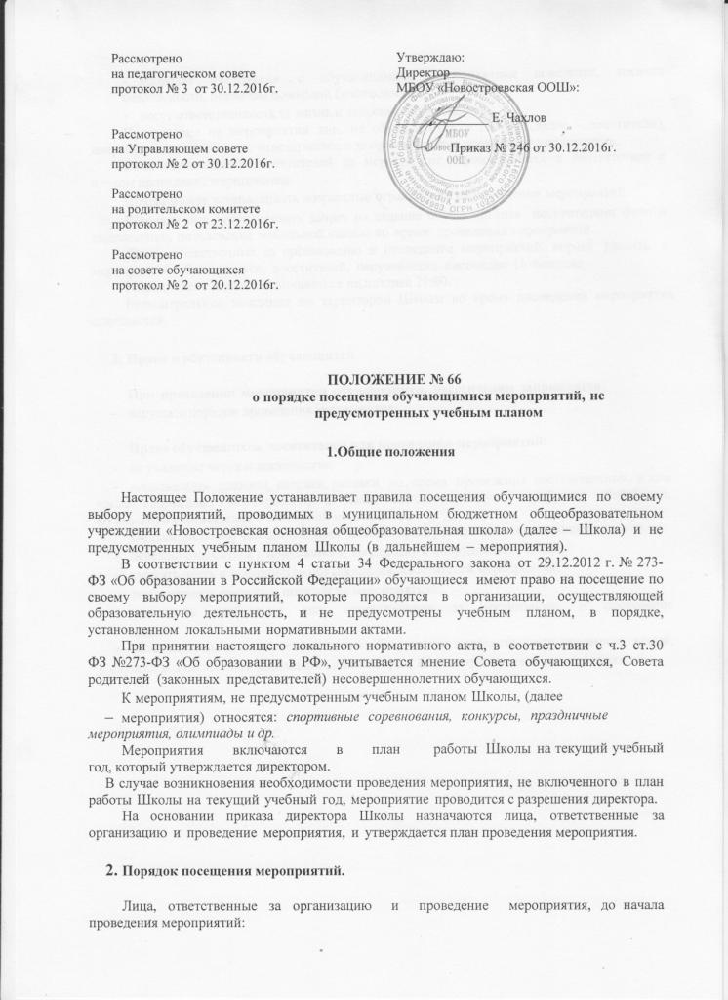 Рассмотрено
на педагогическом совете
протокол № 3 от 30.12.2016г.
Утверждаю:
Директор
МБОУ «Новостроевская ООШ»:
Е. Чахлов
Приказ № 246 от 30.12.2016г.
МБОУ
ООШ»
Рассмотрено
на Управляющем совете
протокол № 2 от 30.12.2016г.
Рассмотрено
на родительском комитете
протокол № 2 от 23.12.2016г.
Рассмотрено
на совете обучающихся
протокол № 2 от 20.12.2016г.
ПОЛОЖЕНИЕ № 66
о порядке посещения обучающимися мероприятий, не
предусмотренных учебным планом
1.Общие положения
Настоящее Положение устанавливает правила посещения обучающимися по своему
выбору мероприятий, проводимых в муниципальном бюджетном общеобразовательном
учреждении «Новостроевская основная общеобразовательная школа» (далее – Школа) и не
предусмотренных учебным планом Школы (в дальнейшем – мероприятия).
В соответствии с пунктом 4 статьи 34 Федерального закона от 29.12.2012 г. № 273-
ФЗ «Об образовании в Российской Федерации» обучающиеся имеют право на посещение по
своему выбору мероприятий, которые проводятся в организации, осуществляющей
образовательную деятельность, и не предусмотрены учебным планом, в порядке,
установленном локальными нормативными актами.
При принятии настоящего локального нормативного акта, в соответствии с ч.3 ст.30
ФЗ №273-ФЗ «Об образовании в РФ», учитывается мнение Совета обучающихся, Совета
родителей (законных представителей) несовершеннолетних обучающихся.
К мероприятиям, не предусмотренным учебным планом Школы, (далее
– мероприятия) относятся: спортивные соревнования, конкурсы, праздничные
мероприятия, олимпиады и др.
Мероприятия включаются в план работы Школы на текущий учебный
год, который утверждается директором.
В случае возникновения необходимости проведения мероприятия, не включенного в план
работы Школы на текущий учебный год, мероприятие проводится с разрешения директора.
На основании приказа директора Школы назначаются лица, ответственные за
организацию и проведение мероприятия, и утверждается план проведения мероприятия.
2. Порядок посещения мероприятий.
Лица, ответственные за организацию и проведение мероприятия, до начала
проведения мероприятий: